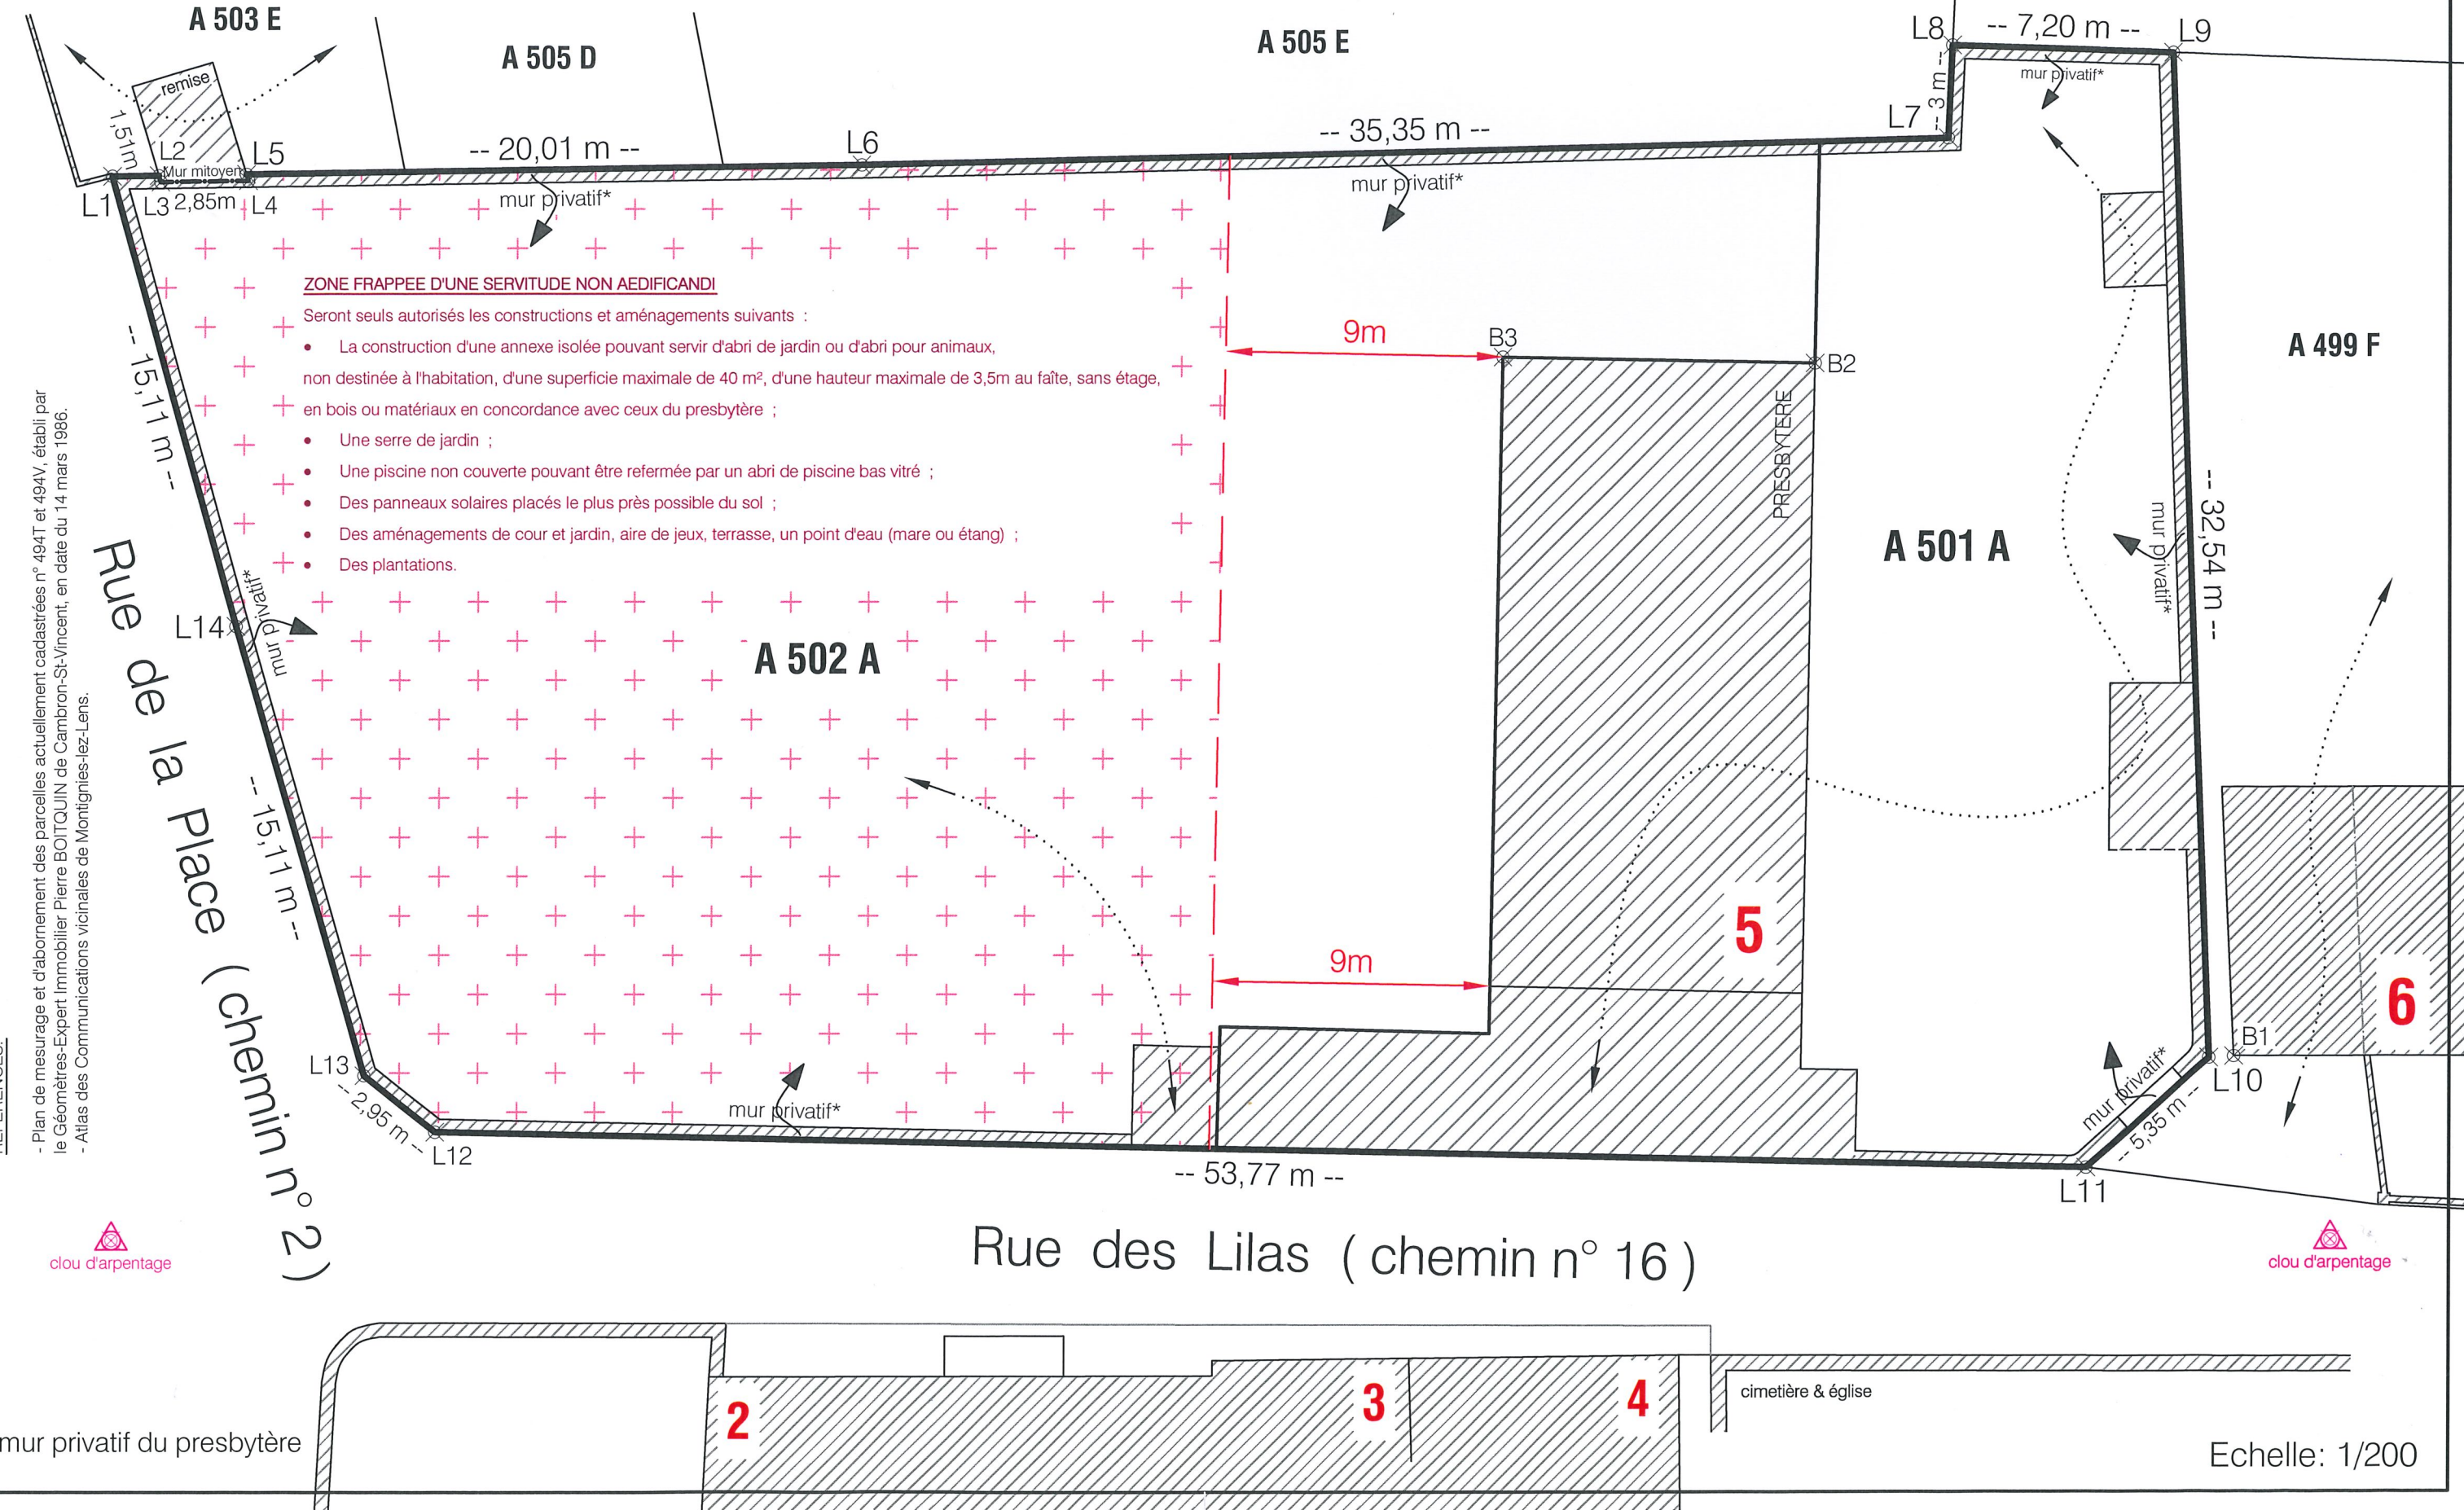 A 503 E
A 505 D
A 505 E
L8
-- 7,20 m --
L9
remise
mur privatif*
-- 3 m --
L7
1,51m
L2
L5
Mur mitoyen
-- 20,01 m --
L6
-- 35,35 m --
L1
L3
2,85m
L4
mur privatif*
mur privatif*
ZONE FRAPPEE D'UNE SERVITUDE NON AEDIFICANDI
Seront seuls autorisés les constructions et aménagements suivants :
• La construction d'une annexe isolée pouvant servir d'abri de jardin ou d'abri pour animaux,
non destinée à l'habitation, d'une superficie maximale de 40 m², d'une hauteur maximale de 3,5m au faîte, sans étage,
en bois ou matériaux en concordance avec ceux du presbytère ;
• Une serre de jardin ;
• Une piscine non couverte pouvant être refermée par un abri de piscine bas vitré ;
• Des panneaux solaires placés le plus près possible du sol ;
• Des aménagements de cour et jardin, aire de jeux, terrasse, un point d'eau (mare ou étang) ;
• Des plantations.
9m
B3
B2
PRESBYTERE
A 499 F
A 501 A
mur privatif*
-- 32,54 m --
-- 15,11 m --
L14
mur privatif*
A 502 A
-- 15,11 m --
Rue de la Place ( chemin n° 2 )
- Plan de mesurage et d'abornement des parcelles actuellement cadastrées n° 494T et 494V, établi par
le Géomètres-Expert Immobilier Pierre BOITQUIN de Cambron-St-Vincent, en date du 14 mars 1986.
- Atlas des Communications vicinales de Montignies-lez-Lens.
5
9m
6
B1
L10
mur privatif*
-- 5,35 m --
L11
L13
-- 2,95 m --
L12
mur privatif*
-- 53,77 m --
Rue des Lilas ( chemin n° 16 )
clou d'arpentage
clou d'arpentage
2
3
4
cimetière & église
mur privatif du presbytère
Echelle: 1/200